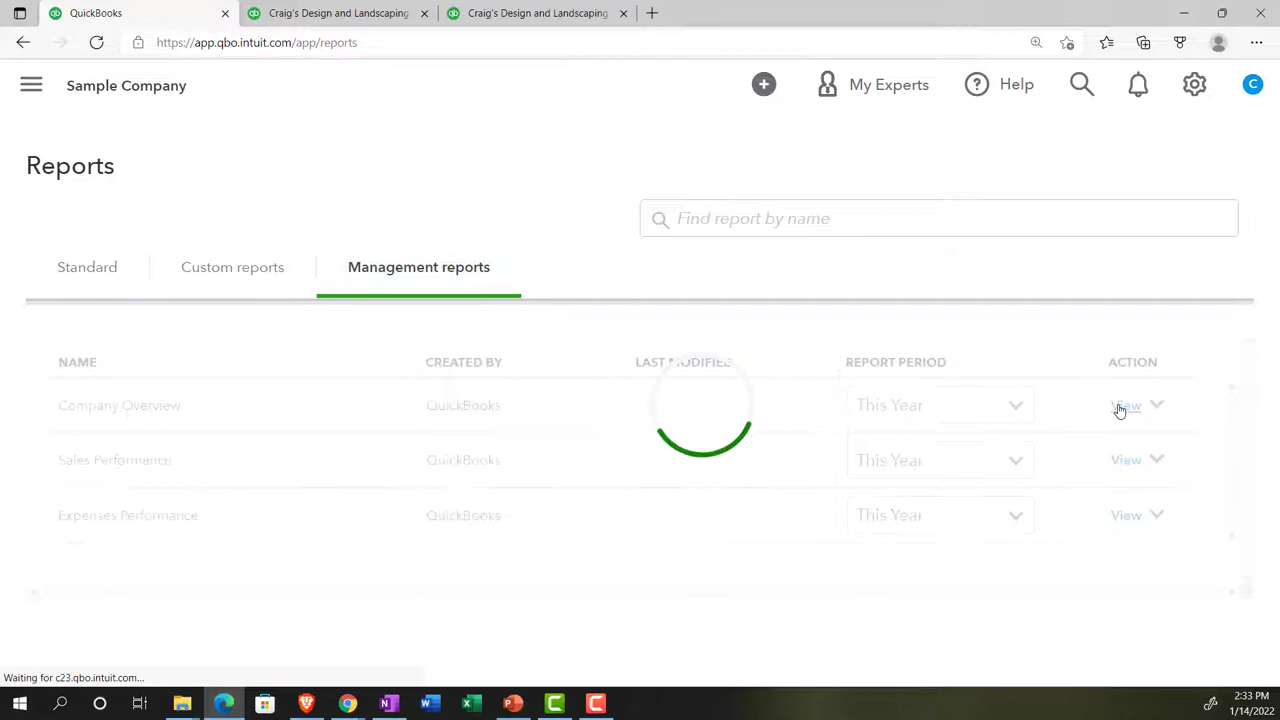 QuickBooks
Craig's Design and Landscaping
Craig's Design and Landscaping
https://app.qbo.intuit.com/app/reports
Sample Company
My Experts
Help
C
Reports
Find report by name
Standard
Custom reports
Management reports
NAME CREATED BY LAST MODIFIED REPORT PERIOD ACTION
Company Overview QuickBooks This Year View
Sales Performance QuickBooks This Year View
Expenses Performance QuickBooks This Year View
Waiting for c23.qbo.intuit.com...
2:33 PM
1/14/2022